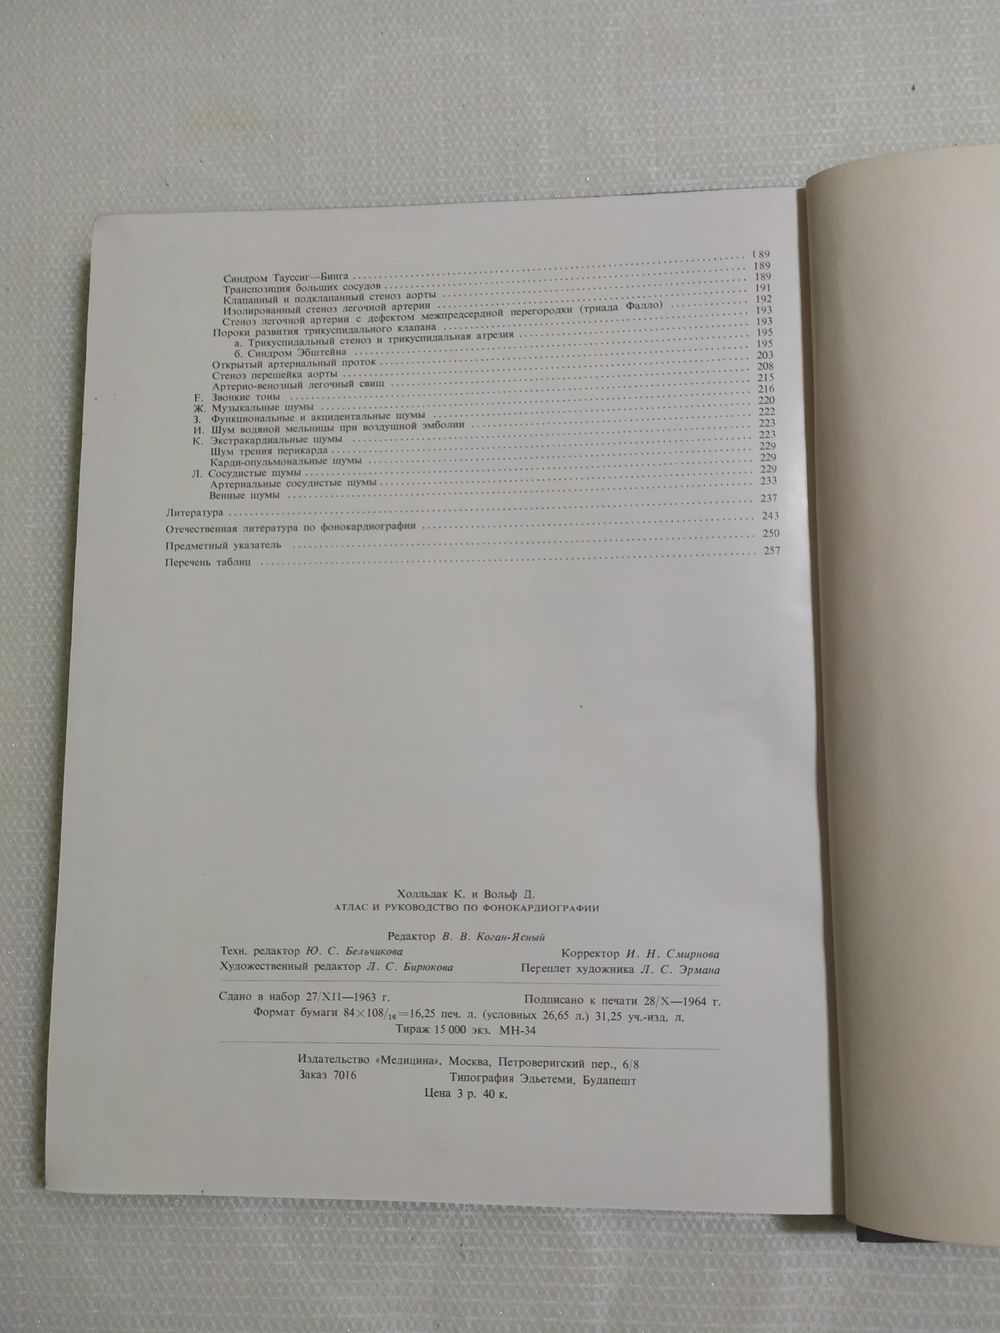 Синдром Тауссиг—Бинга ........ 189
Транспозиция больших сосудов ........ 189
Клапанный и подклапанный стеноз аорты ........ 189
Изолированный стеноз легочной артерии ........ 191
Стеноз легочной артерии с дефектом межпредсердной перегородки (триада Фалло) ........ 192
Пороки развития трикуспидального клапана ........ 193
а. Трикуспидальный стеноз и трикуспидальная атрезия ........ 193
б. Синдром Эбштейна ........ 195
Открытый артериальный проток ........ 195
Стеноз перешейка аорты ........ 203
Артерио-венозный легочный свищ ........ 208
Е. Звонкие тоны ........ 215
Ж. Музыкальные шумы ........ 216
З. Функциональные и акцидентальные шумы ........ 220
И. Шум водяной мельницы при воздушной эмболии ........ 222
К. Экстракардиальные шумы ........ 223
Шум трения перикарда ........ 223
Карди-опульмональные шумы ........ 229
Л. Сосудистые шумы ........ 229
Артериальные сосудистые шумы ........ 229
Венные шумы ........ 233
Литература ........ 237
Отечественная литература по фонокардиографии ........ 243
Предметный указатель ........ 250
Перечень таблиц ........ 257
Холльдак К. и Вольф Д.
АТЛАС И РУКОВОДСТВО ПО ФОНОКАРДИОГРАФИИ
Редактор В. В. Коган-Ясный
Техн. редактор Ю. С. Бельчикова Корректор И. Н. Смирнова
Художественный редактор Л. С. Бирюкова Переплет художника Л. С. Эрмана
Сдано в набор 27/XII—1963 г. Подписано к печати 28/X—1964 г.
Формат бумаги 84×108/16=16,25 печ. л. (условных 26,65 л.) 31,25 уч.-изд. л.
Тираж 15 000 экз. МН-34
Издательство «Медицина». Москва, Петроверигский пер., 6/8
Заказ 7016 Типография Эдьетеми, Будапешт
Цена 3 р. 40 к.